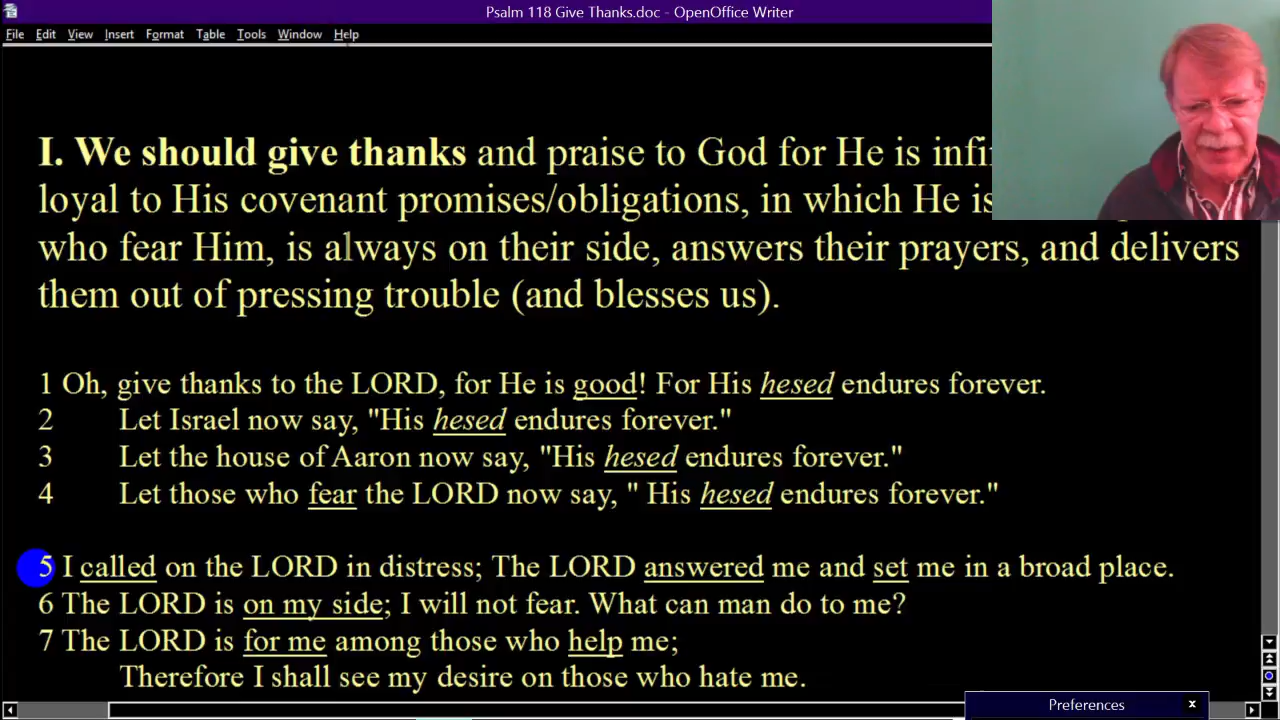 Psalm 118 Give Thanks.doc - OpenOffice Writer
File Edit View Insert Format Table Tools Window Help
I. We should give thanks and praise to God for He is
loyal to His covenant promises/obligations, in which He is
who fear Him, is always on their side, answers their prayers, and delivers
them out of pressing trouble (and blesses us).
1 Oh, give thanks to the LORD, for He is good! For His hesed endures forever.
2 Let Israel now say, "His hesed endures forever."
3 Let the house of Aaron now say, "His hesed endures forever."
4 Let those who fear the LORD now say, " His hesed endures forever."
5 I called on the LORD in distress; The LORD answered me and set me in a broad place.
6 The LORD is on my side; I will not fear. What can man do to me?
7 The LORD is for me among those who help me;
Therefore I shall see my desire on those who hate me.
Preferences x